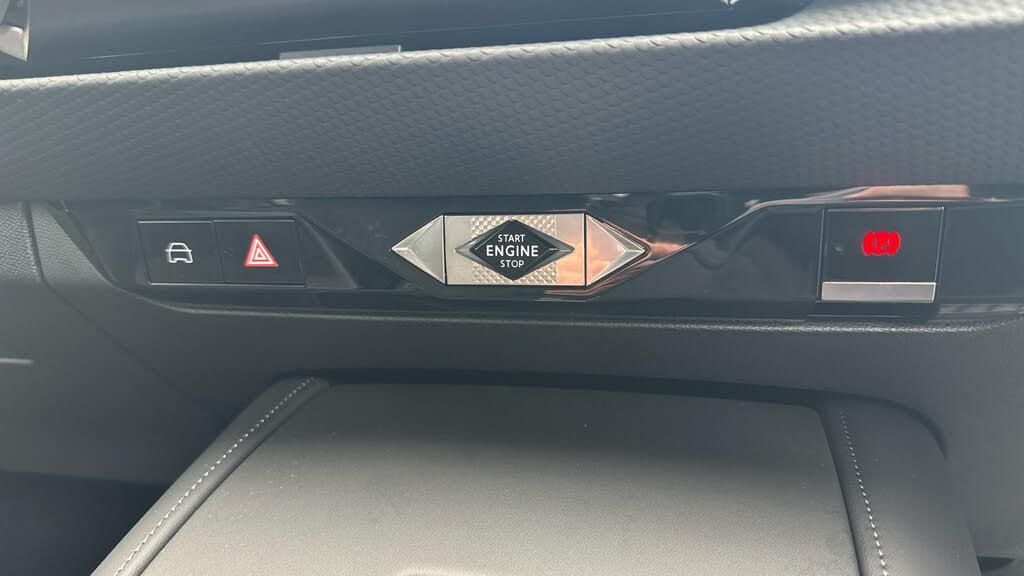 START
ENGINE
STOP
(P)